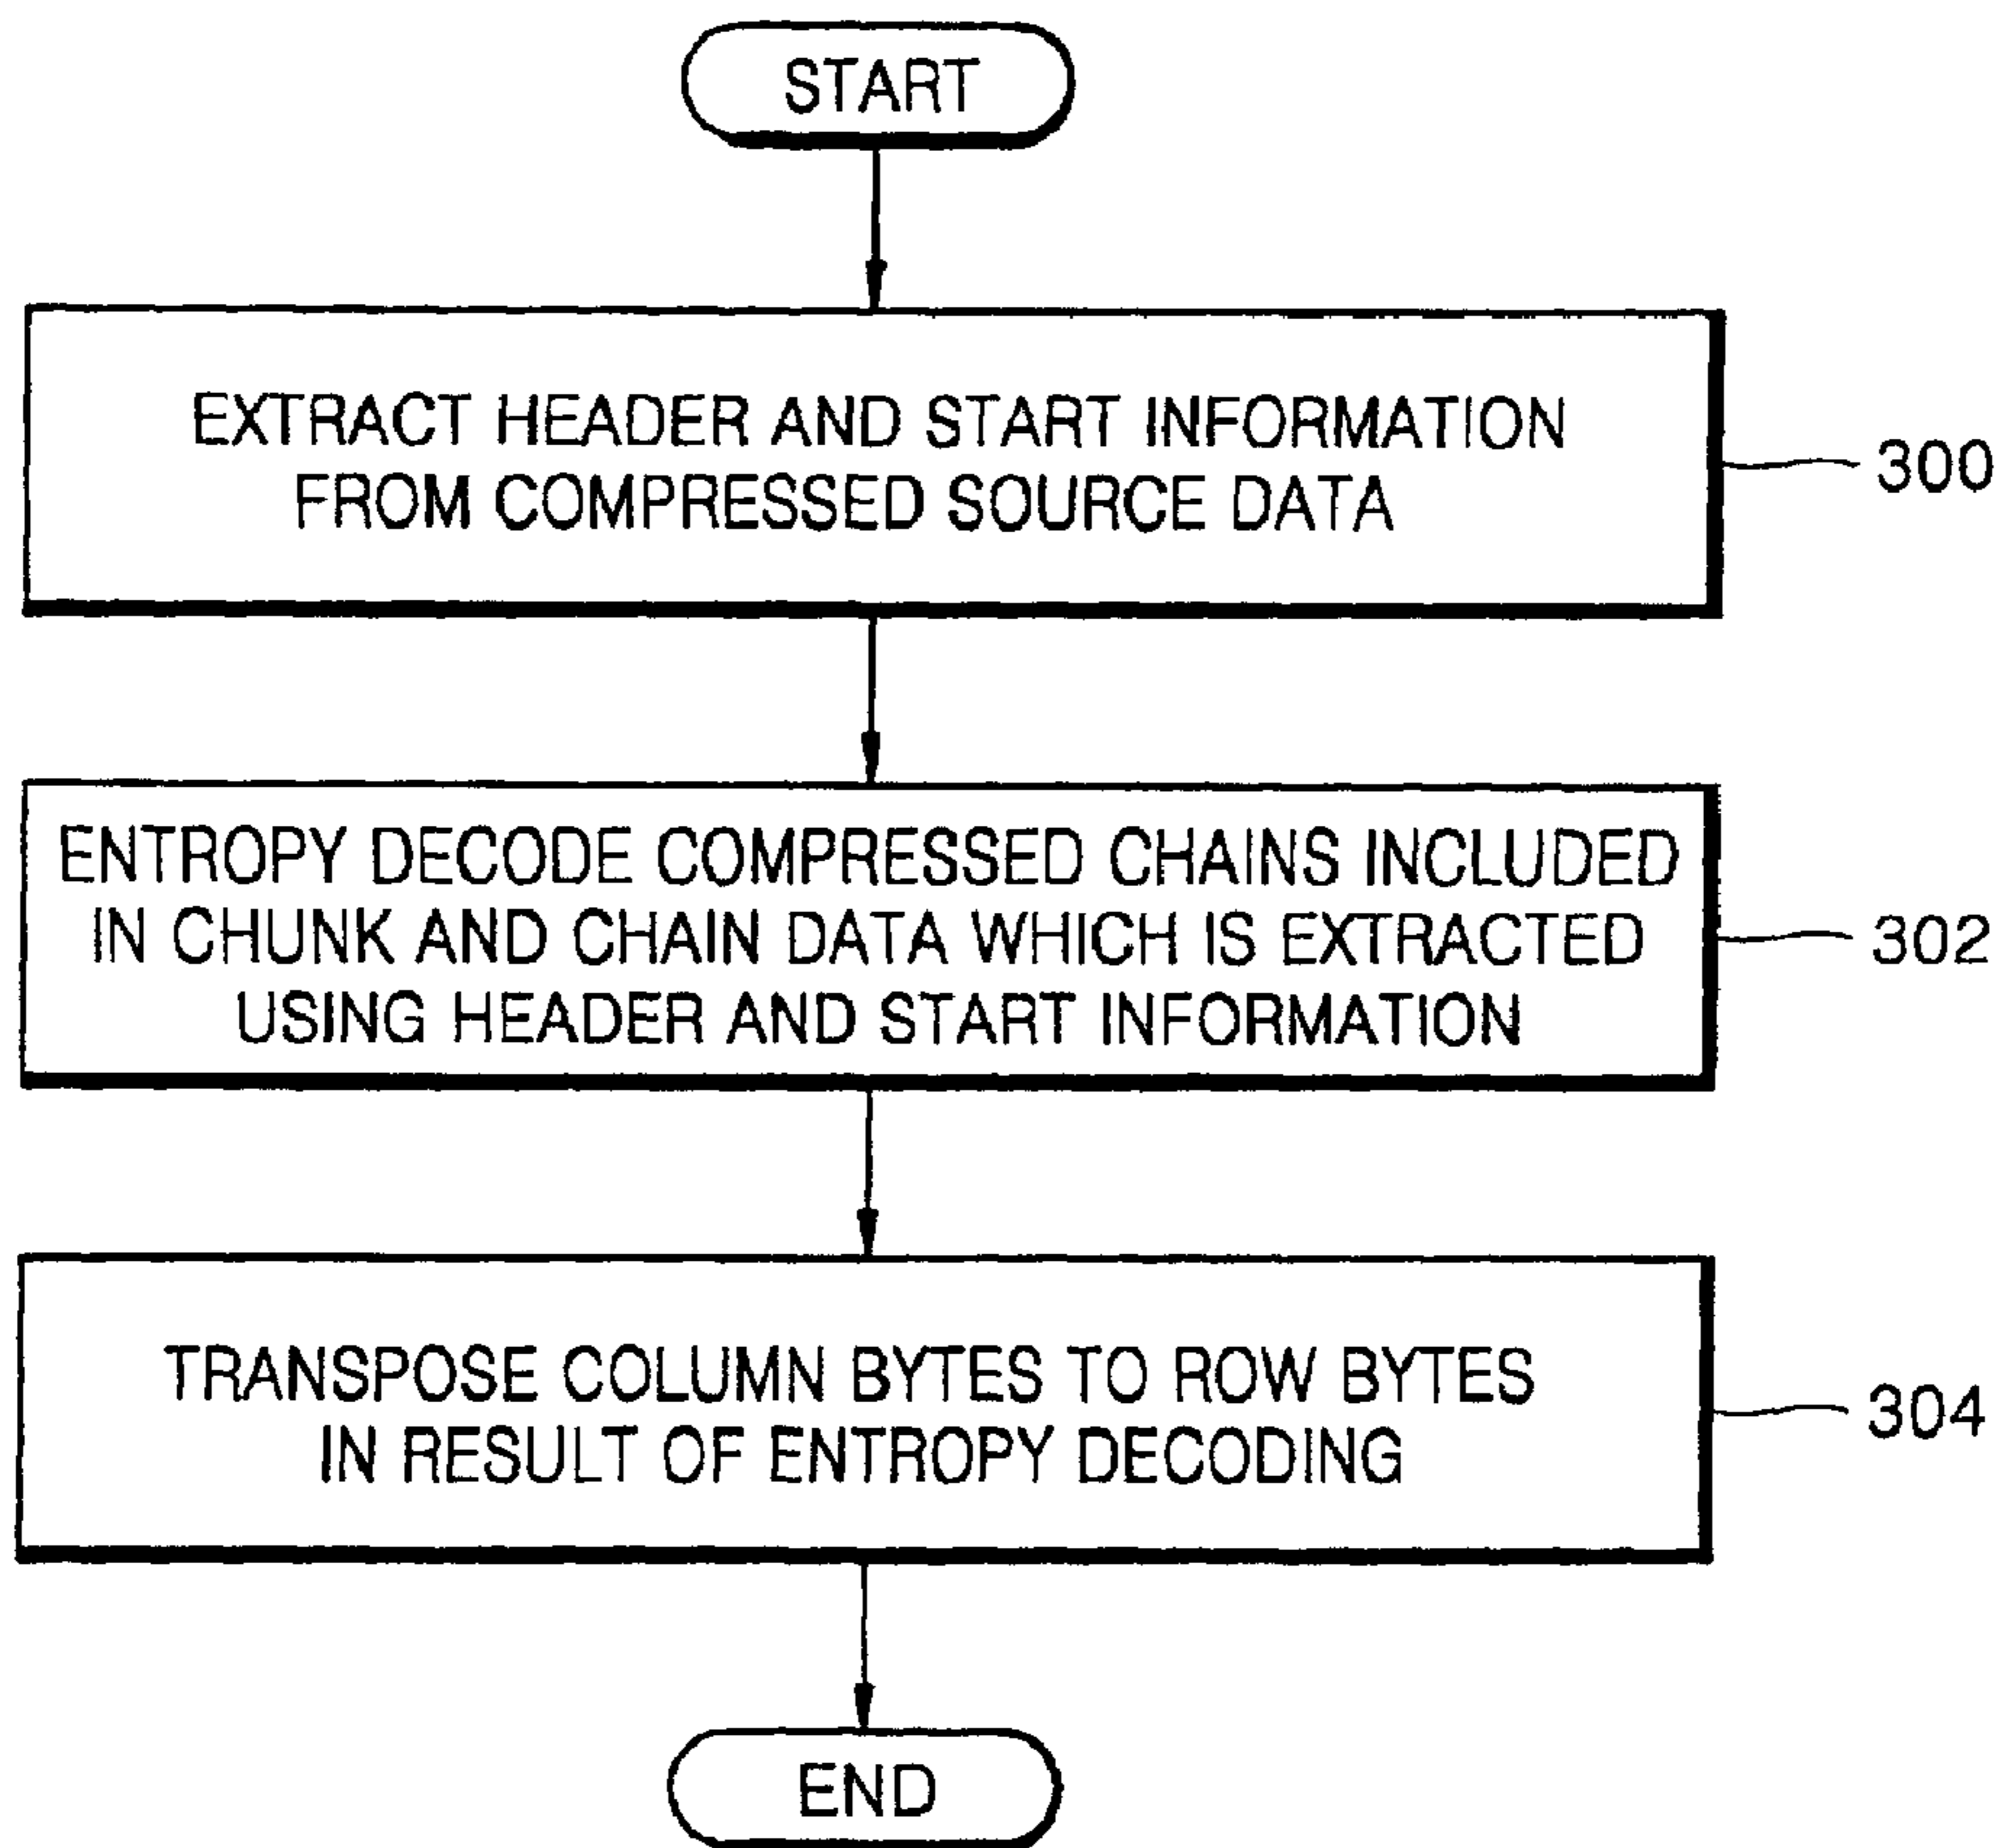 START
EXTRACT HEADER AND START INFORMATION
FROM COMPRESSED SOURCE DATA
300
ENTROPY DECODE COMPRESSED CHAINS INCLUDED
IN CHUNK AND CHAIN DATA WHICH IS EXTRACTED
USING HEADER AND START INFORMATION
302
TRANSPOSE COLUMN BYTES TO ROW BYTES
IN RESULT OF ENTROPY DECODING
304
END